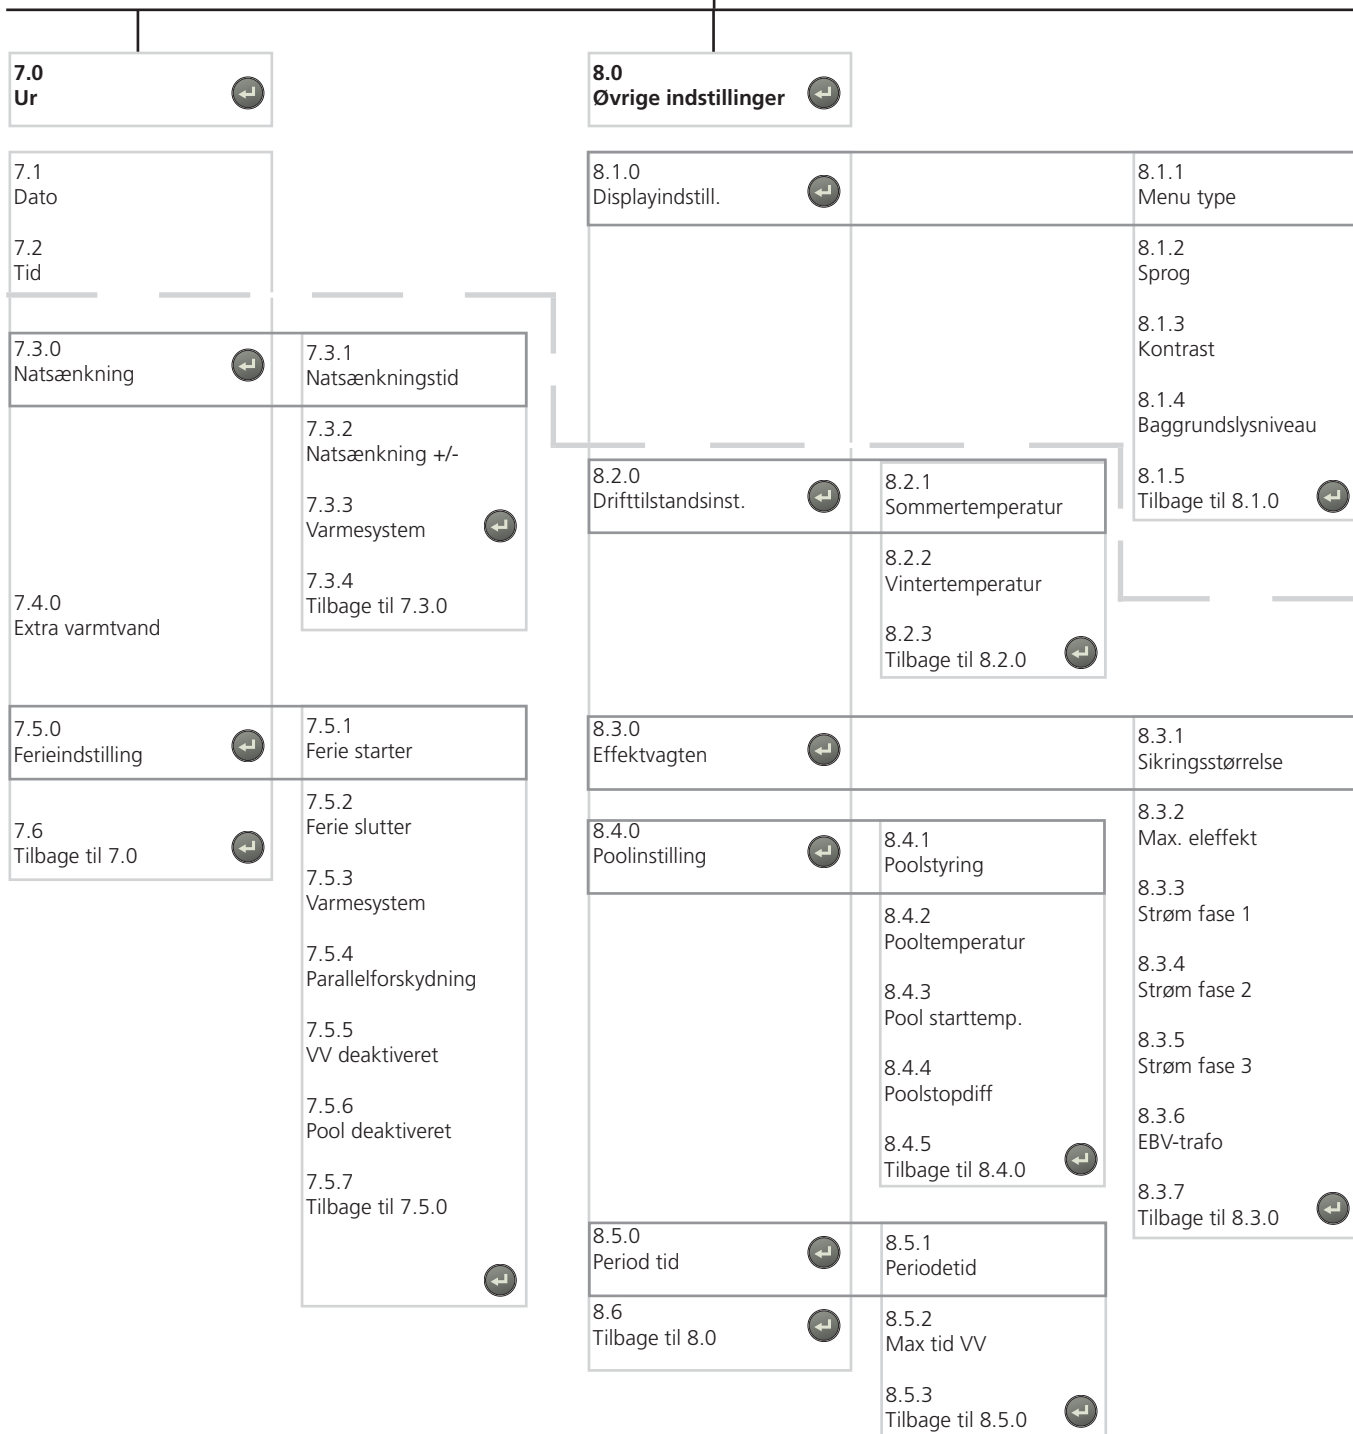 7.0
Ur
7.1
Dato
7.2
Tid
7.3.0
Natsænkning
7.3.1
Natsænkningstid
7.3.2
Natsænkning +/-
7.3.3
Varmesystem
7.3.4
Tilbage til 7.3.0
7.4.0
Extra varmtvand
7.5.0
Ferieindstilling
7.5.1
Ferie starter
7.5.2
Ferie slutter
7.5.3
Varmesystem
7.5.4
Parallelforskydning
7.5.5
VV deaktiveret
7.5.6
Pool deaktiveret
7.5.7
Tilbage til 7.5.0
7.6
Tilbage til 7.0
8.0
Øvrige indstillinger
8.1.0
Displayindstill.
8.1.1
Menu type
8.1.2
Sprog
8.1.3
Kontrast
8.1.4
Baggrundslysniveau
8.1.5
Tilbage til 8.1.0
8.2.0
Drifttilstandsinst.
8.2.1
Sommertemperatur
8.2.2
Vintertemperatur
8.2.3
Tilbage til 8.2.0
8.3.0
Effektvagten
8.3.1
Sikringsstørrelse
8.3.2
Max. eleffekt
8.3.3
Strøm fase 1
8.3.4
Strøm fase 2
8.3.5
Strøm fase 3
8.3.6
EBV-trafo
8.3.7
Tilbage til 8.3.0
8.4.0
Poolinstilling
8.4.1
Poolstyring
8.4.2
Pooltemperatur
8.4.3
Pool starttemp.
8.4.4
Poolstopdiff
8.4.5
Tilbage til 8.4.0
8.5.0
Period tid
8.5.1
Periodetid
8.5.2
Max tid VV
8.5.3
Tilbage til 8.5.0
8.6
Tilbage til 8.0